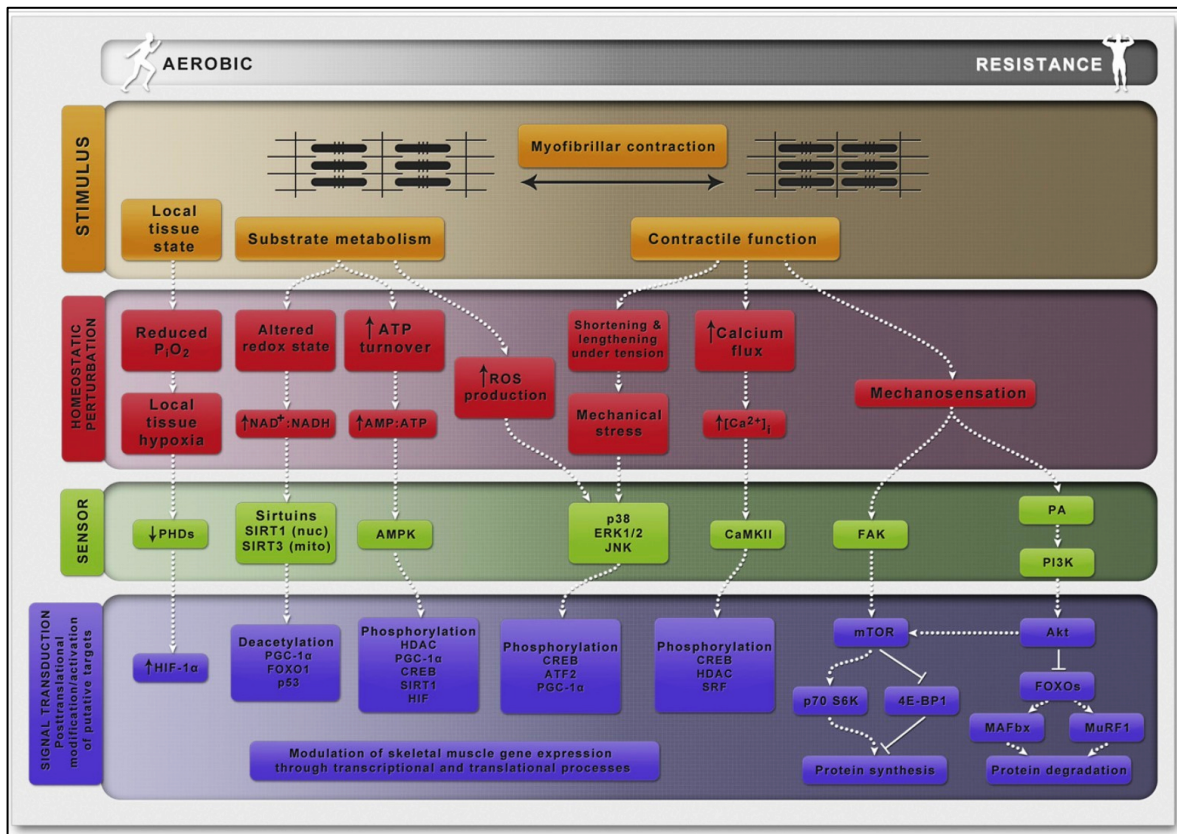 AEROBIC
RESISTANCE
STIMULUS
Myofibrillar contraction
Local
tissue
state
Substrate metabolism
Contractile function
HOMEOSTATIC
PERTURBATION
Reduced
PiO2
Altered
redox state
↑ATP
turnover
↑ROS
production
Shortening &
lengthening
under tension
↑Calcium
flux
Mechanosensation
Local
tissue
hypoxia
↑NAD+:NADH
↑AMP:ATP
Mechanical
stress
↑[Ca2+]i
SENSOR
↓PHDs
Sirtuins
SIRT1 (nuc)
SIRT3 (mito)
AMPK
p38
ERK1/2
JNK
CaMKII
FAK
PA
PI3K
SIGNAL TRANSDUCTION
Posttranslational
modification/activation
of putative targets
↑HIF-1α
Deacetylation
PGC-1α
FOXO1
p53
Phosphorylation
HDAC
PGC-1α
CREB
SIRT1
HIF
Phosphorylation
CREB
ATF2
PGC-1α
Phosphorylation
CREB
HDAC
SRF
mTOR
Akt
p70 S6K
4E-BP1
FOXOs
MAFbx
MuRF1
Protein synthesis
Protein degradation
Modulation of skeletal muscle gene expression
through transcriptional and translational processes